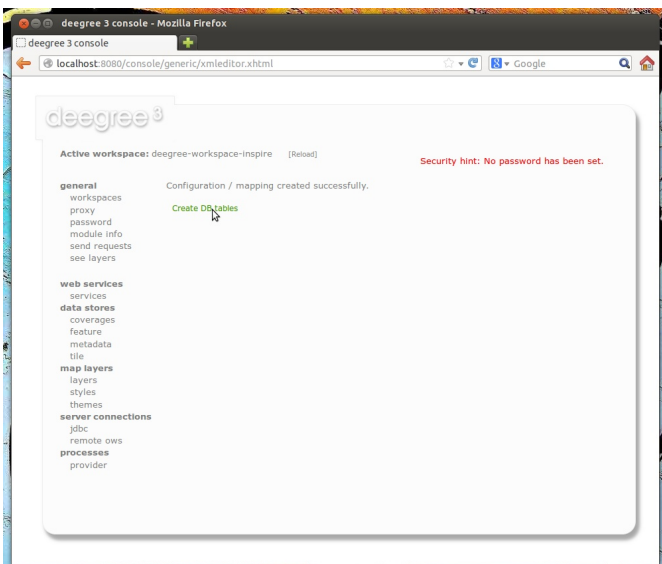 deegree 3 console - Mozilla Firefox
deegree 3 console
localhost:8080/console/generic/xmleditor.xhtml
Google
deegree 3
Active workspace: deegree-workspace-inspire [Reload]
Security hint: No password has been set.
general
workspaces
proxy
password
module info
send requests
see layers
web services
services
data stores
coverages
feature
metadata
tile
map layers
layers
styles
themes
server connections
jdbc
remote ows
processes
provider
Configuration / mapping created successfully.
Create DB tables